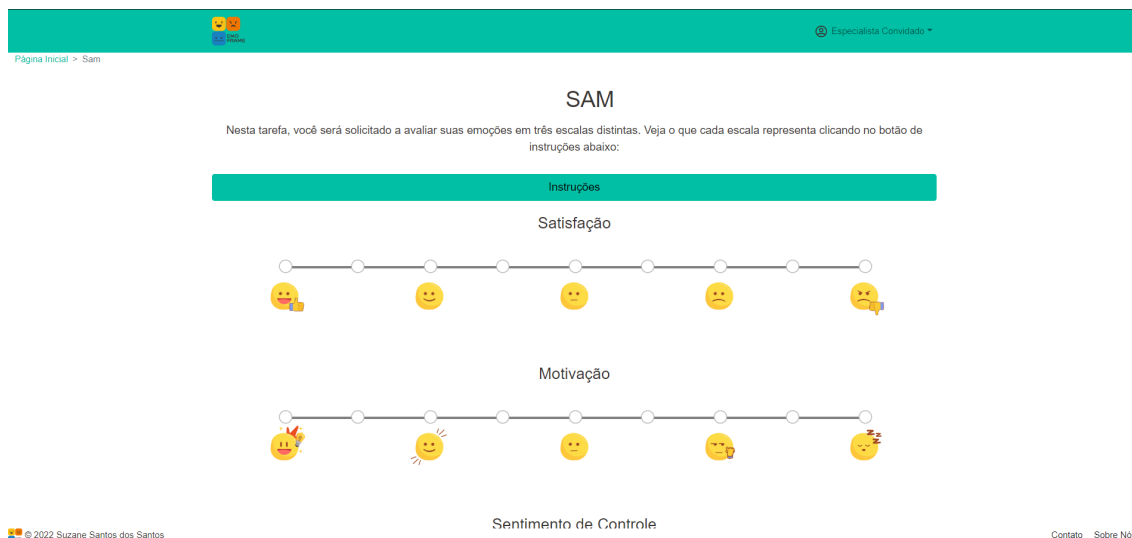 EMO
FRAME
Especialista Convidado
Página Inicial > Sam
SAM
Nesta tarefa, você será solicitado a avaliar suas emoções em três escalas distintas. Veja o que cada escala representa clicando no botão de
instruções abaixo:
Instruções
Satisfação
Motivação
Sentimento de Controle
© 2022 Suzane Santos dos Santos
Contato Sobre Nó